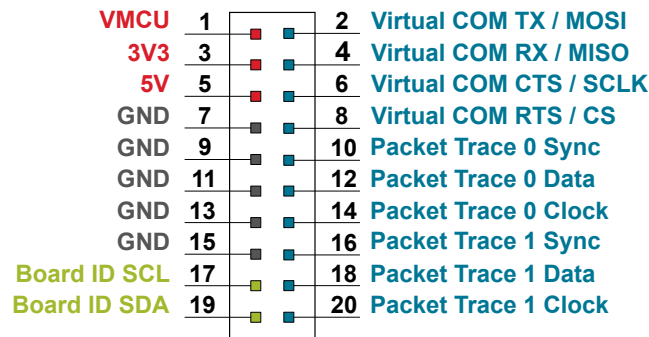 VMCU 1 2 Virtual COM TX / MOSI
3V3 3 4 Virtual COM RX / MISO
5V 5 6 Virtual COM CTS / SCLK
GND 7 8 Virtual COM RTS / CS
GND 9 10 Packet Trace 0 Sync
GND 11 12 Packet Trace 0 Data
GND 13 14 Packet Trace 0 Clock
GND 15 16 Packet Trace 1 Sync
Board ID SCL 17 18 Packet Trace 1 Data
Board ID SDA 19 20 Packet Trace 1 Clock